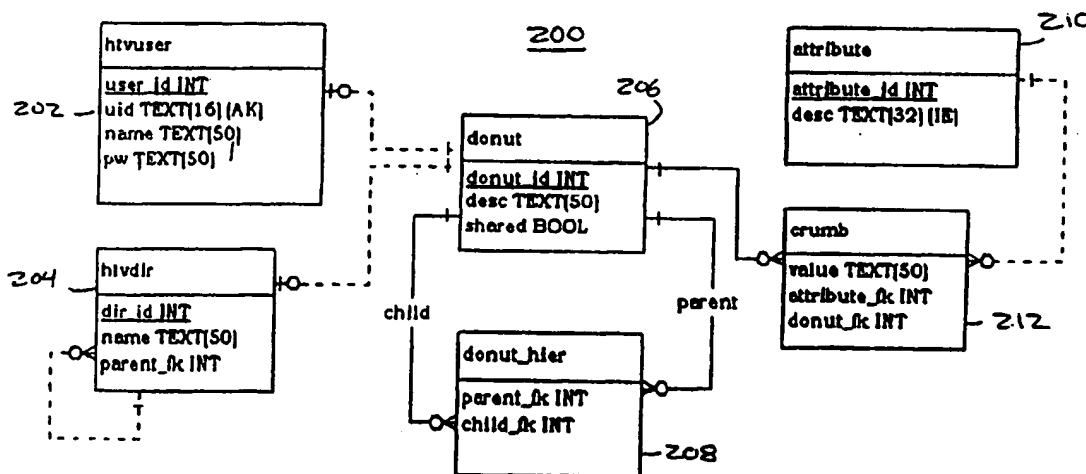 200
202
htvuser
user_id INT
uid TEXT(16) (AK)
name TEXT(50)
pw TEXT(50)
204
htvdir
dir_id INT
name TEXT(50)
parent_fk INT
206
donut
donut_id INT
desc TEXT(50)
shared BOOL
child
parent
donut_hier
parent_fk INT
child_fk INT
208
210
attribute
attribute_id INT
desc TEXT(32) (IE)
crumb
value TEXT(50)
attribute_fk INT
donut_fk INT
212